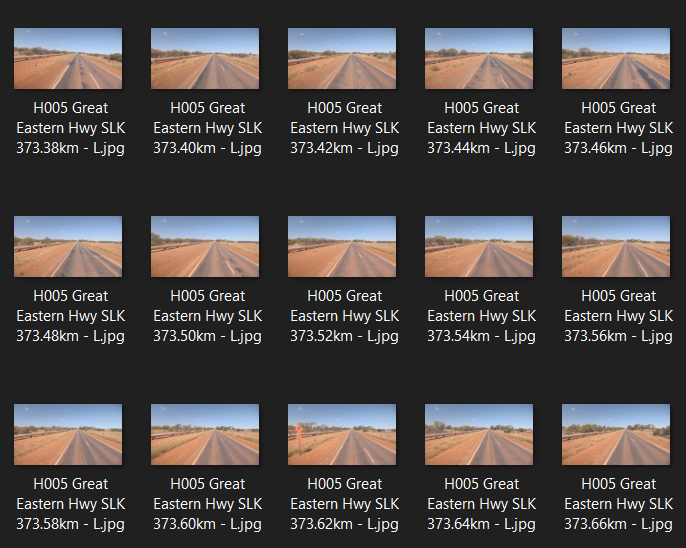 H005 Great
Eastern Hwy SLK
373.38km - L.jpg
H005 Great
Eastern Hwy SLK
373.40km - L.jpg
H005 Great
Eastern Hwy SLK
373.42km - L.jpg
H005 Great
Eastern Hwy SLK
373.44km - L.jpg
H005 Great
Eastern Hwy SLK
373.46km - L.jpg
H005 Great
Eastern Hwy SLK
373.48km - L.jpg
H005 Great
Eastern Hwy SLK
373.50km - L.jpg
H005 Great
Eastern Hwy SLK
373.52km - L.jpg
H005 Great
Eastern Hwy SLK
373.54km - L.jpg
H005 Great
Eastern Hwy SLK
373.56km - L.jpg
H005 Great
Eastern Hwy SLK
373.58km - L.jpg
H005 Great
Eastern Hwy SLK
373.60km - L.jpg
H005 Great
Eastern Hwy SLK
373.62km - L.jpg
H005 Great
Eastern Hwy SLK
373.64km - L.jpg
H005 Great
Eastern Hwy SLK
373.66km - L.jpg